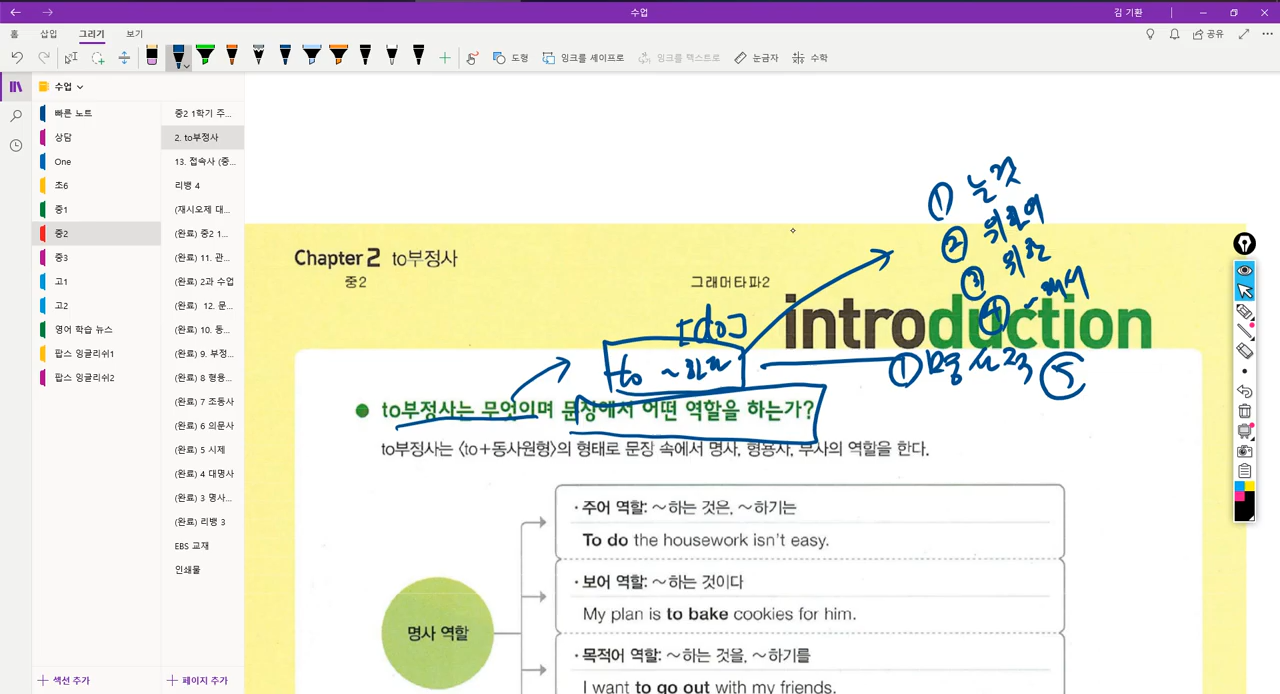 수업
김 기환
홈 삽입 그리기 보기
공유
도형
잉크를 셰이프로
잉크를 텍스트로
눈금자
수학
수업
빠른 노트
상담
One
초6
중1
중2
중3
고1
고2
영어 학습 뉴스
팝스 잉글리쉬1
팝스 잉글리쉬2
섹션 추가
중2 1학기 주...
2. to부정사
13. 접속사 (중...
리뱅 4
(재시오제 대...
(완료) 중2 1...
(완료) 11. 관...
(완료) 2과 수업
(완료) 12. 문...
(완료) 10. 동...
(완료) 9. 부정...
(완료) 8 형용...
(완료) 7 조동사
(완료) 6 의문사
(완료) 5 시제
(완료) 4 대명사
(완료) 3 명사...
(완료) 리뱅 3
EBS 교재
인쇄물
페이지 추가
① 는 것
② 위하여
③ 위한
④
Chapter 2 to부정사
중2
그래머타파2
introduction
[do]
to ~하다
①
⑤
to부정사는 무엇이며 문장에서 어떤 역할을 하는가?
to부정사는 〈to+동사원형〉의 형태로 문장 속에서 명사, 형용사, 부사의 역할을 한다.
명사 역할
· 주어 역할: ~하는 것은, ~하기는
To do the housework isn't easy.
· 보어 역할: ~하는 것이다
My plan is to bake cookies for him.
· 목적어 역할: ~하는 것을, ~하기를
I want to go out with my friends.